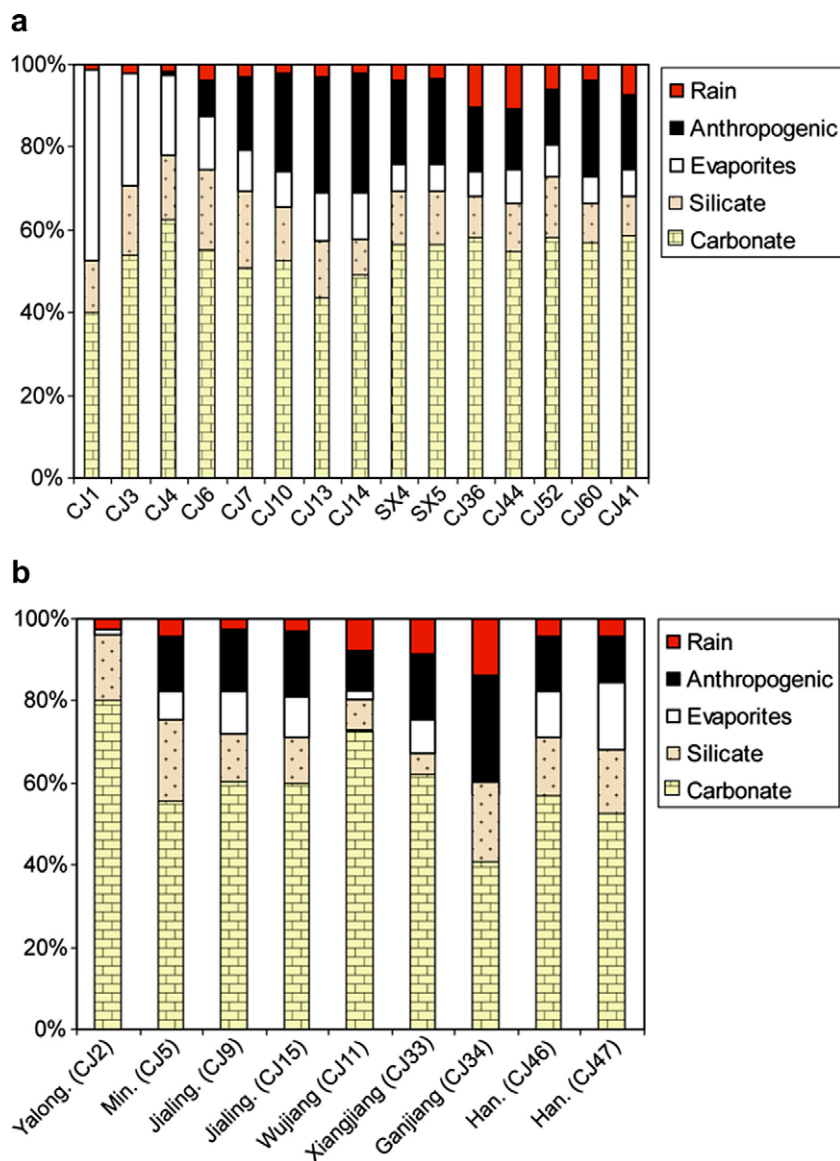 a
100%
80%
60%
40%
20%
0%
Rain
Anthropogenic
Evaporites
Silicate
Carbonate
CJ1
CJ3
CJ4
CJ6
CJ7
CJ10
CJ13
CJ14
SX4
SX5
CJ36
CJ44
CJ52
CJ60
CJ41
b
100%
80%
60%
40%
20%
0%
Rain
Anthropogenic
Evaporites
Silicate
Carbonate
Yalong. (CJ2)
Min. (CJ5)
Jialing. (CJ9)
Jialing. (CJ15)
Wujiang (CJ11)
Xiangjiang (CJ33)
Ganjiang (CJ34)
Han. (CJ46)
Han. (CJ47)